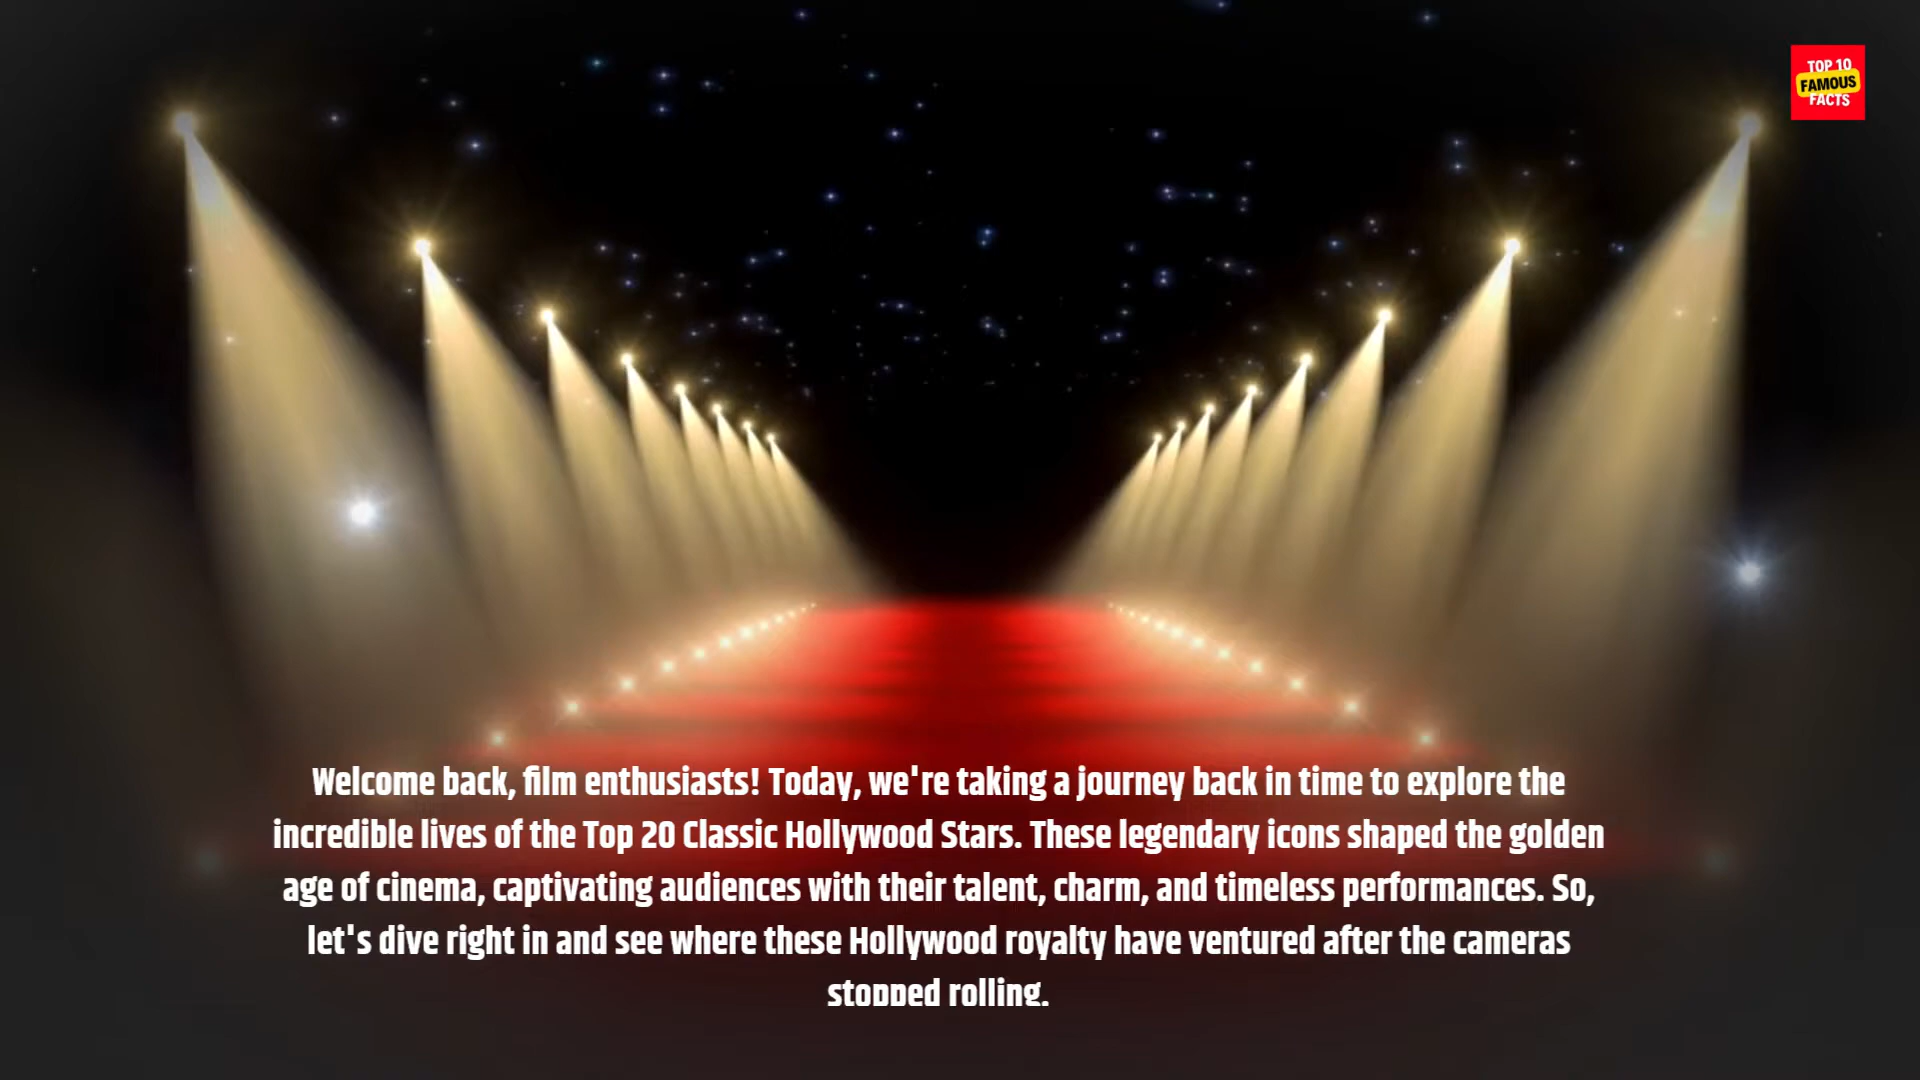 TOP 10
FAMOUS
FACTS
Welcome back, film enthusiasts! Today, we're taking a journey back in time to explore the
incredible lives of the Top 20 Classic Hollywood Stars. These legendary icons shaped the golden
age of cinema, captivating audiences with their talent, charm, and timeless performances. So,
let's dive right in and see where these Hollywood royalty have ventured after the cameras
stopped rolling.